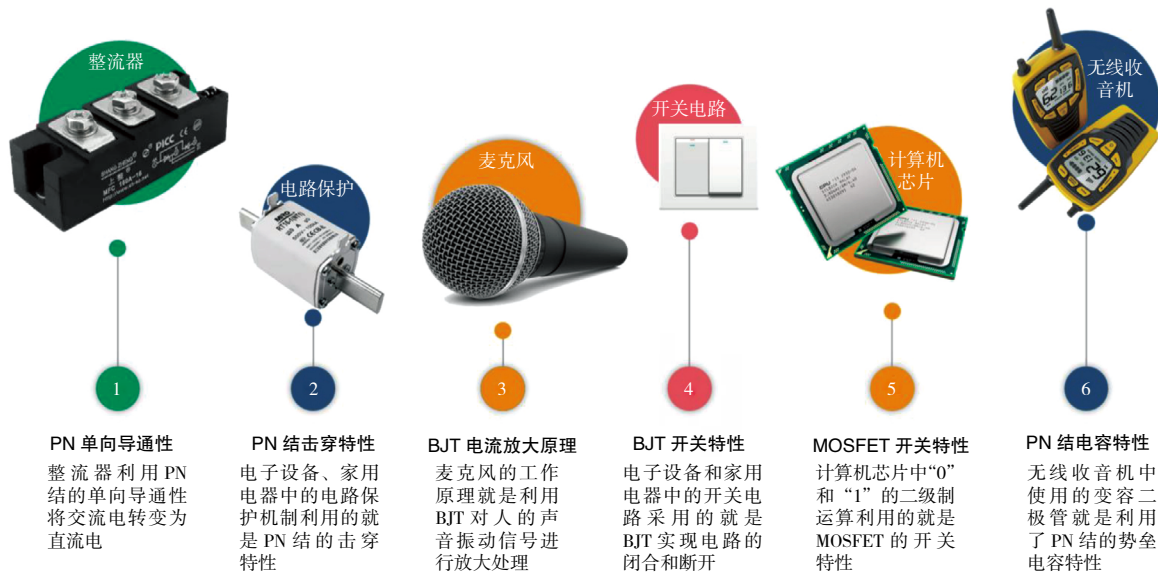 整流器
电路保护
麦克风
开关电路
计算机
芯片
无线收
音机
PICC
上整
MFC
CPU
1
2
3
4
5
6
PN 单向导通性
整流器利用 PN
结的单向导通性
将交流电转变为
直流电
PN 结击穿特性
电子设备、家用
电器中的电路保
护机制利用的就
是 PN 结的击穿
特性
BJT 电流放大原理
麦克风的工作
原理就是利用
BJT 对人的声
音振动信号进
行放大处理
BJT 开关特性
电子设备和家用
电器中的开关电
路采用的就是
BJT 实现电路的
闭合和断开
MOSFET 开关特性
计算机芯片中“0”
和“1”的二级制
运算利用的就是
MOSFET 的开关
特性
PN 结电容特性
无线收音机中
使用的变容二
极管就是利用
了 PN 结的势垒
电容特性